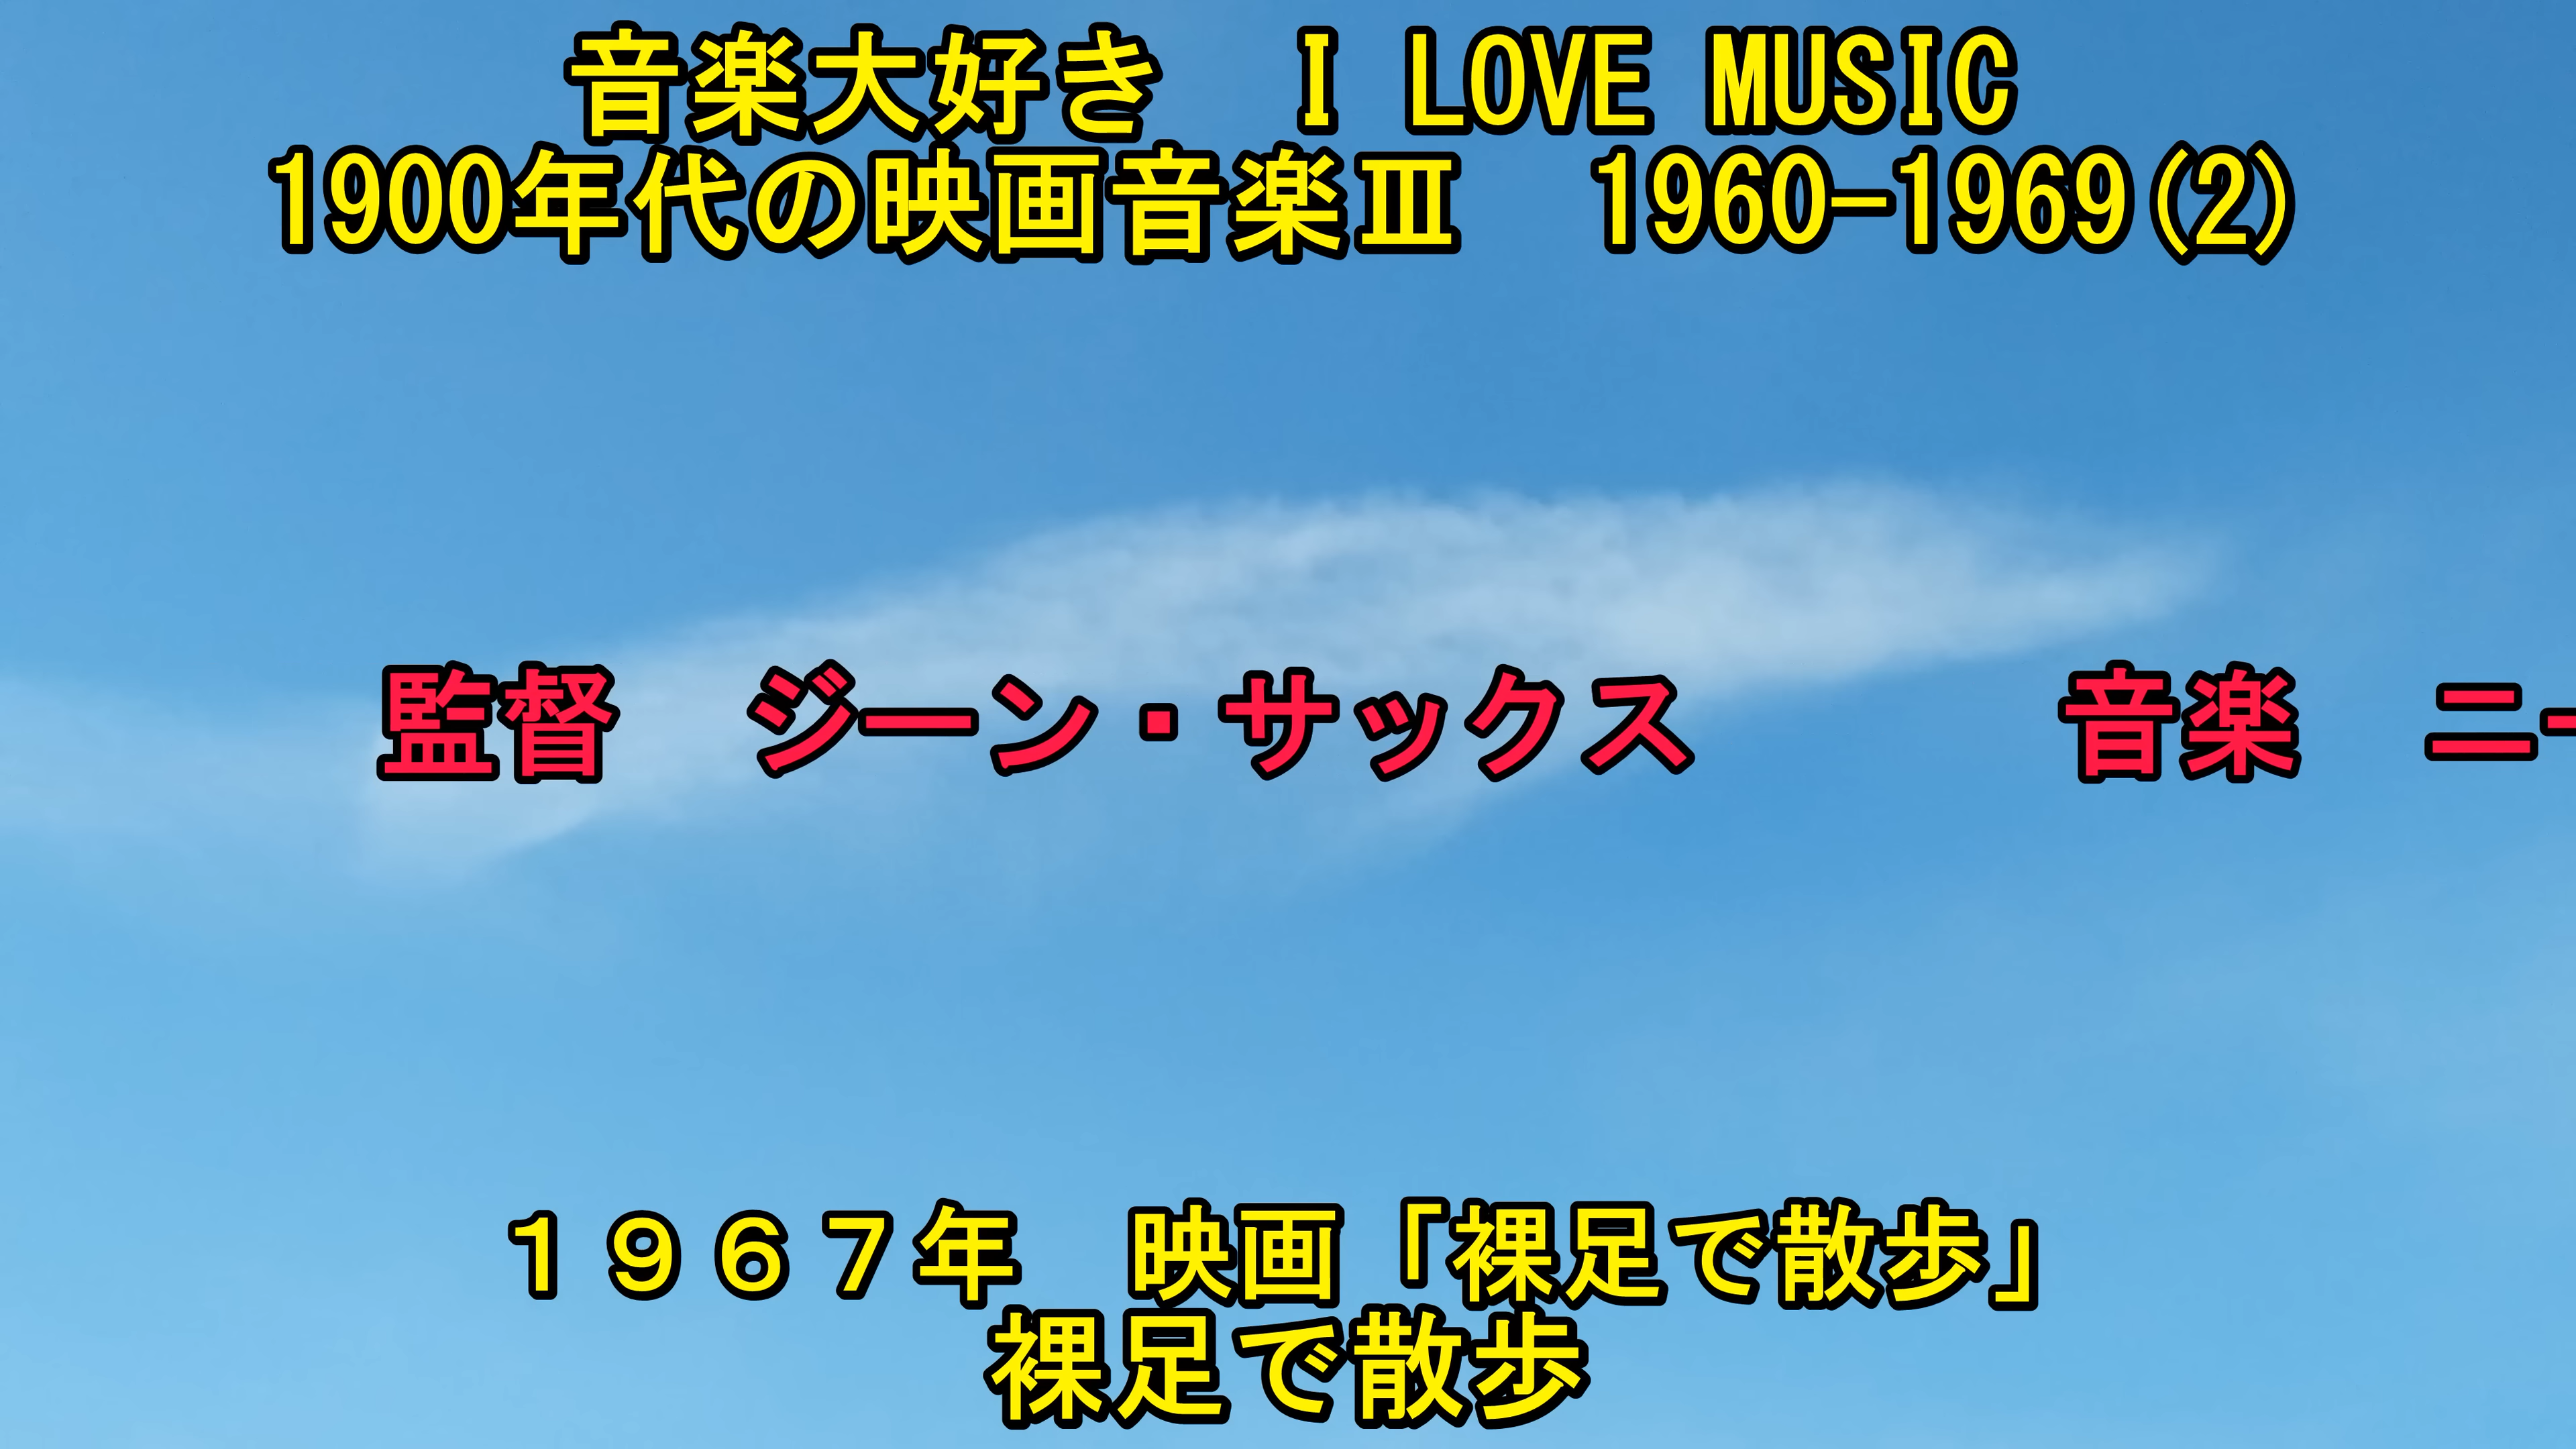 音楽大好き　I LOVE MUSIC
1900年代の映画音楽Ⅲ　1960-1969(2)
監督　ジーン・サックス　　　音楽　ニ
１９６７年　映画「裸足で散歩」
裸足で散歩